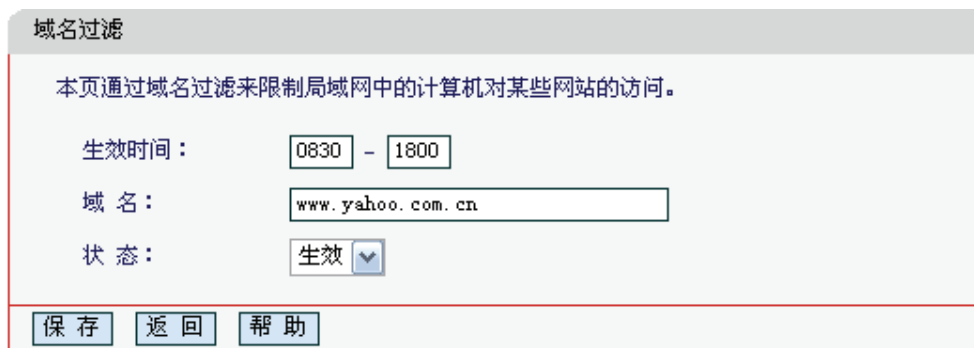 域名过滤
本页通过域名过滤来限制局域网中的计算机对某些网站的访问。
生效时间： 0830 - 1800
域 名： www.yahoo.com.cn
状 态： 生效
保 存 返 回 帮 助